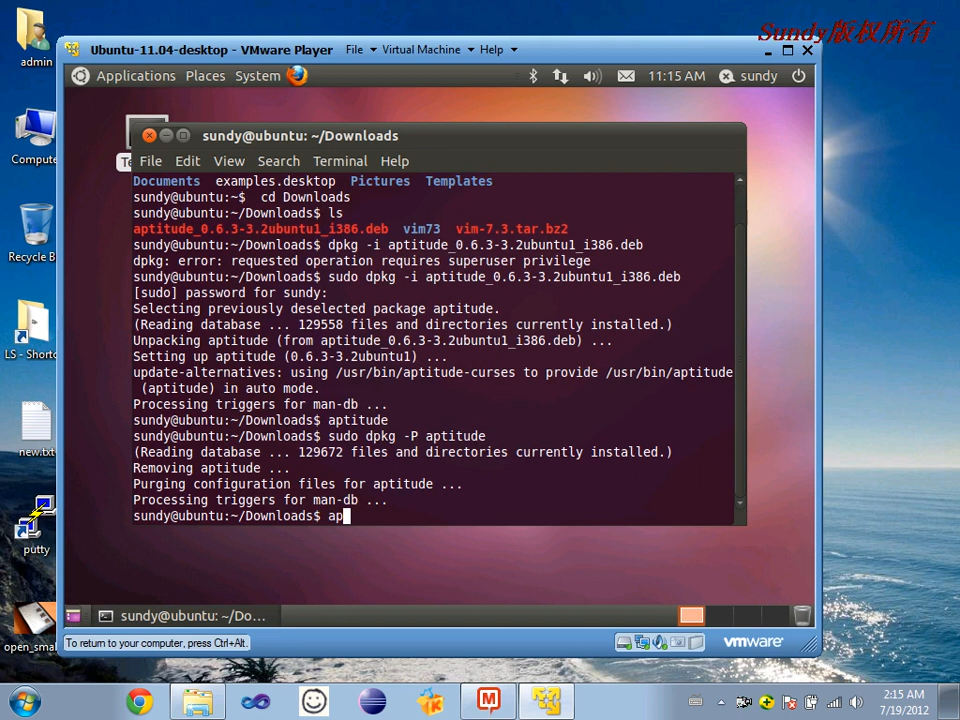 Sundy版权所有
admin
Ubuntu-11.04-desktop - VMware Player File Virtual Machine Help
Applications Places System 11:15 AM sundy
Compute
Recycle B
LS - Shortc
new.txt
putty
open_smal
sundy@ubuntu: ~/Downloads
File Edit View Search Terminal Help
Documents examples.desktop Pictures Templates
sundy@ubuntu:~$  cd Downloads
sundy@ubuntu:~/Downloads$ ls
aptitude_0.6.3-3.2ubuntu1_i386.deb vim73 vim-7.3.tar.bz2
sundy@ubuntu:~/Downloads$ dpkg -i aptitude_0.6.3-3.2ubuntu1_i386.deb
dpkg: error: requested operation requires superuser privilege
sundy@ubuntu:~/Downloads$ sudo dpkg -i aptitude_0.6.3-3.2ubuntu1_i386.deb
[sudo] password for sundy:
Selecting previously deselected package aptitude.
(Reading database ... 129558 files and directories currently installed.)
Unpacking aptitude (from aptitude_0.6.3-3.2ubuntu1_i386.deb) ...
Setting up aptitude (0.6.3-3.2ubuntu1) ...
update-alternatives: using /usr/bin/aptitude-curses to provide /usr/bin/aptitude
(aptitude) in auto mode.
Processing triggers for man-db ...
sundy@ubuntu:~/Downloads$ aptitude
sundy@ubuntu:~/Downloads$ sudo dpkg -P aptitude
(Reading database ... 129672 files and directories currently installed.)
Removing aptitude ...
Purging configuration files for aptitude ...
Processing triggers for man-db ...
sundy@ubuntu:~/Downloads$ ap
sundy@ubuntu: ~/Do...
To return to your computer, press Ctrl+Alt.
vmware
2:15 AM
7/19/2012